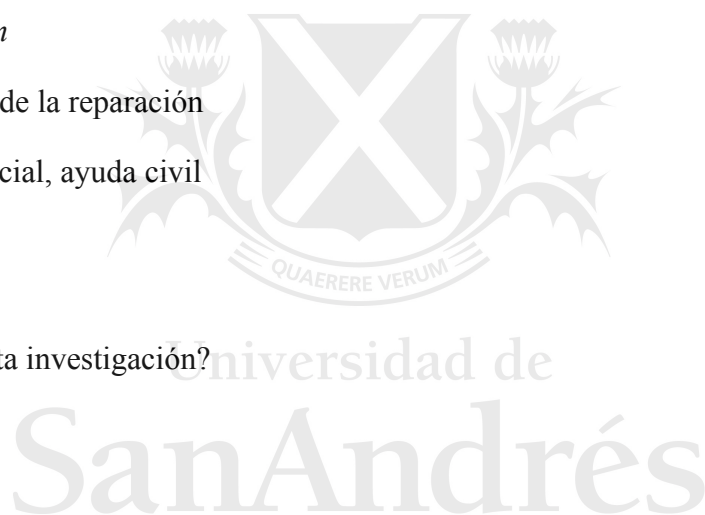 n
de la reparación
cial, ayuda civil
QUAERERE VERUM
ta investigación?
Universidad de
SanAndrés